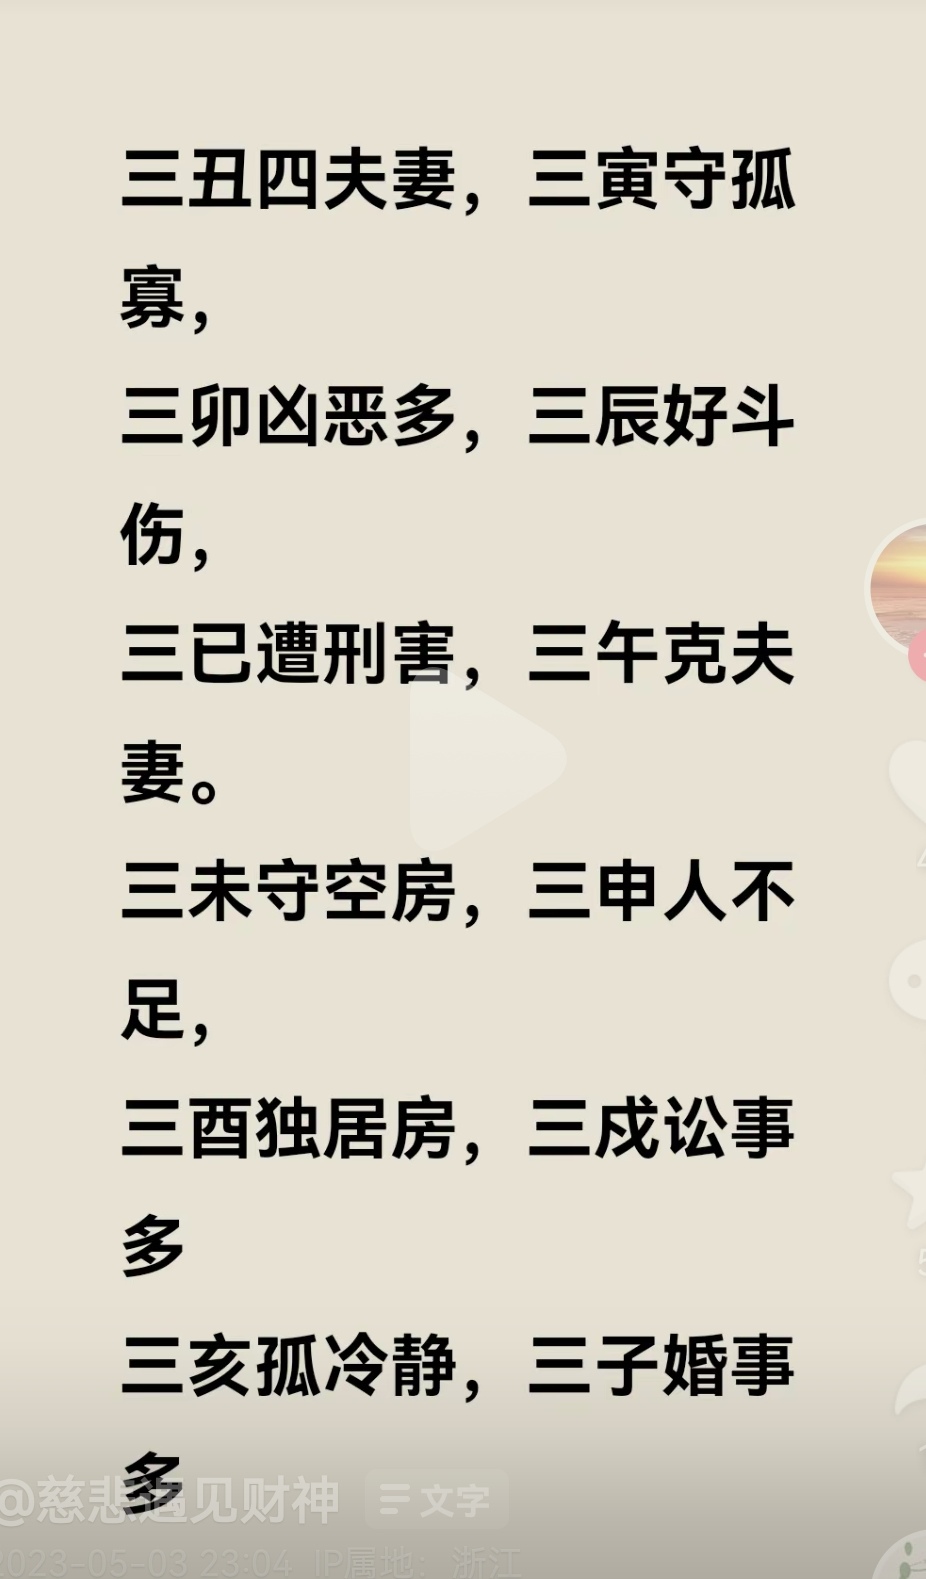 三丑四夫妻，三寅守孤
寡，
三卯凶恶多，三辰好斗
伤，
三已遭刑害，三午克夫
妻。
三未守空房，三申人不
足，
三酉独居房，三戍讼事
多
三亥孤冷静，三子婚事
多
@慈悲遇见财神 文字
2023-05-03 23:04 IP属地：浙江